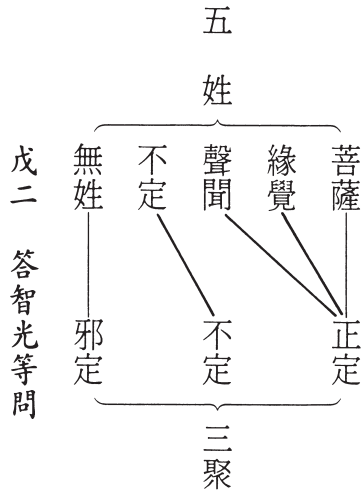 五姓
菩薩
緣覺
聲聞
不定
無姓
正定
不定
邪定
三聚
戊二　答智光等問